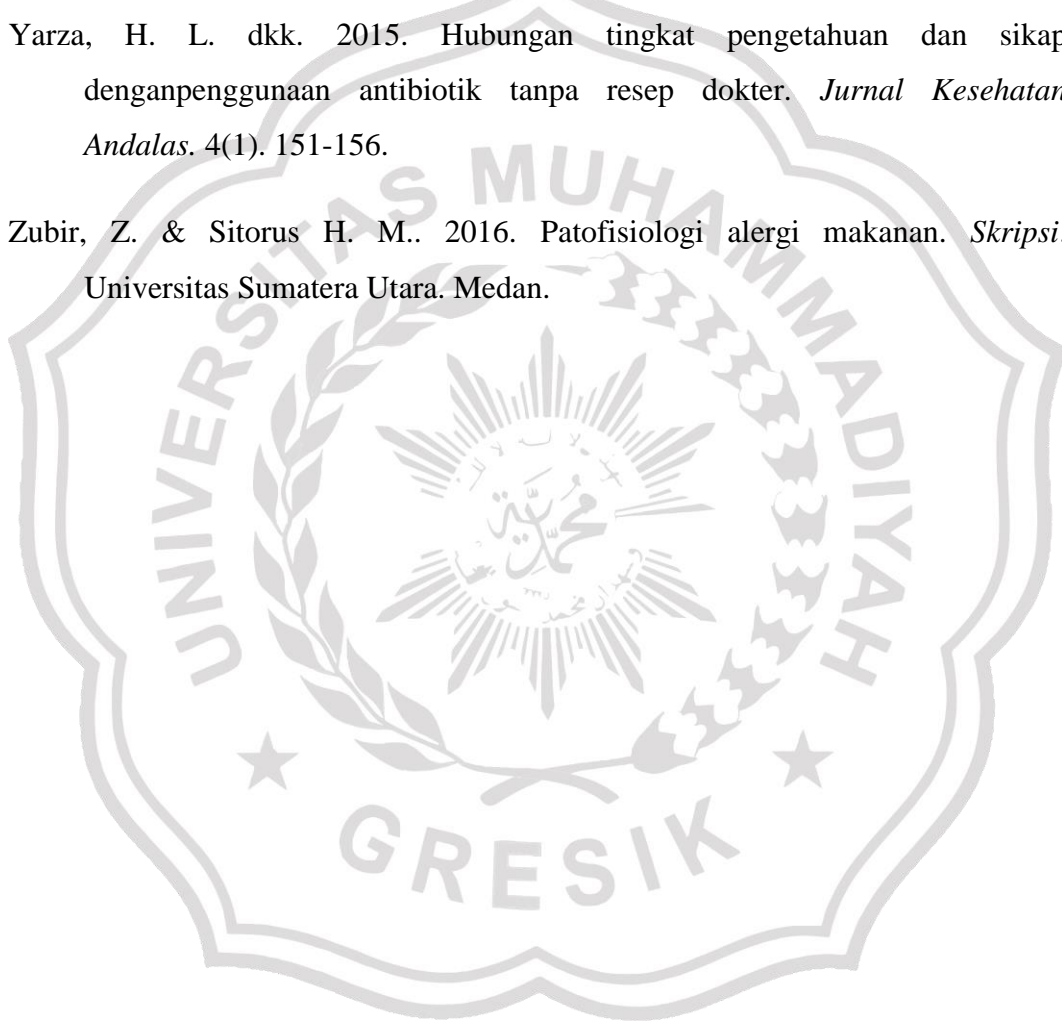 Yarza, H. L. dkk. 2015. Hubungan tingkat pengetahuan dan sikap
denganpenggunaan antibiotik tanpa resep dokter. Jurnal Kesehatan
Andalas. 4(1). 151-156.
Zubir, Z. & Sitorus H. M.. 2016. Patofisiologi alergi makanan. Skripsi.
Universitas Sumatera Utara. Medan.
UNIVERSITAS MUHAMMADIYAH
GRESIK